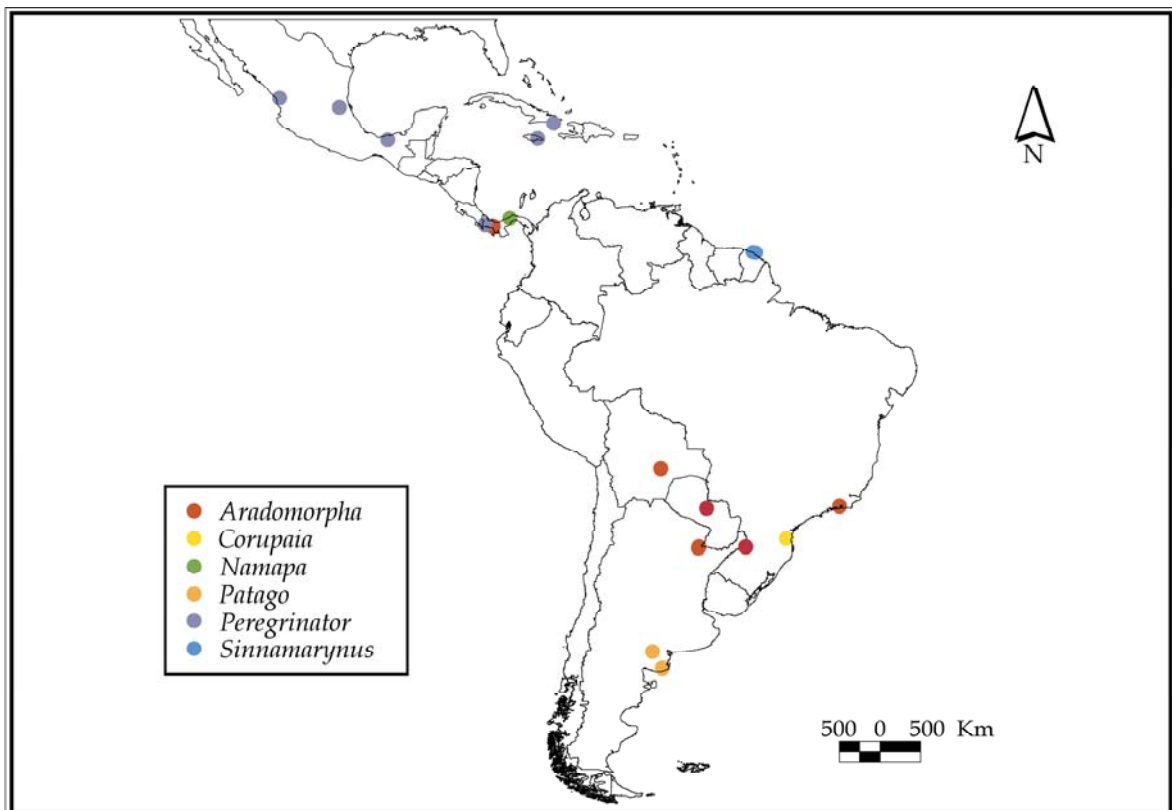 N
Aradomorpha
Corupaia
Namapa
Patago
Peregrinator
Sinnamarynus
500 0 500 Km